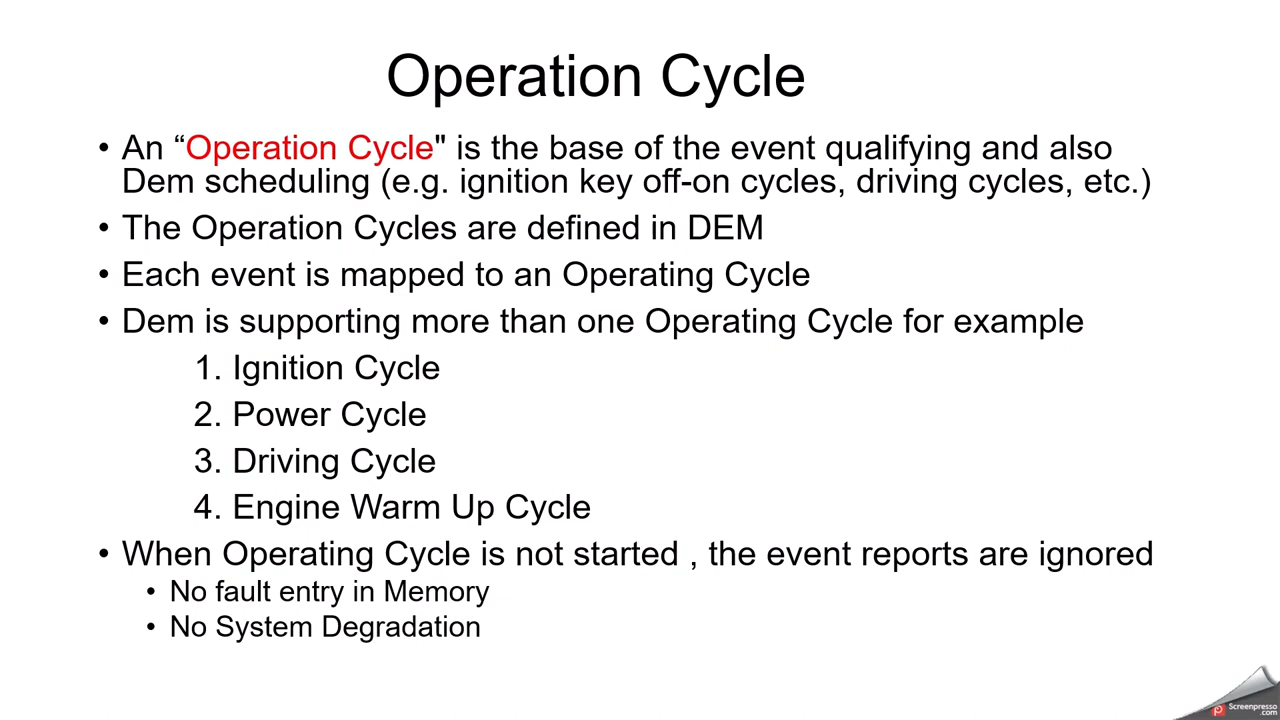 Operation Cycle
• An “Operation Cycle" is the base of the event qualifying and also
Dem scheduling (e.g. ignition key off-on cycles, driving cycles, etc.)
• The Operation Cycles are defined in DEM
• Each event is mapped to an Operating Cycle
• Dem is supporting more than one Operating Cycle for example
1. Ignition Cycle
2. Power Cycle
3. Driving Cycle
4. Engine Warm Up Cycle
• When Operating Cycle is not started , the event reports are ignored
• No fault entry in Memory
• No System Degradation
Screenpresso
.com